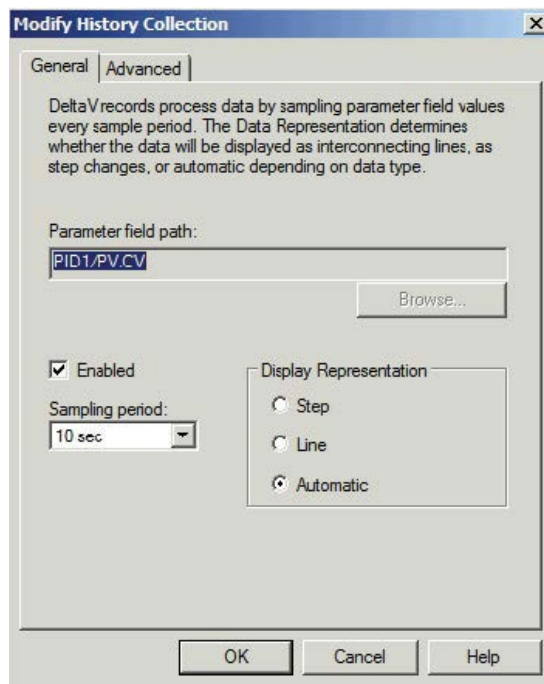 Modify History Collection
General Advanced
DeltaV records process data by sampling parameter field values
every sample period. The Data Representation determines
whether the data will be displayed as interconnecting lines, as
step changes, or automatic depending on data type.
Parameter field path:
PID1/PV.CV
Browse...
Enabled
Display Representation
Sampling period:
Step
10 sec
Line
Automatic
OK Cancel Help